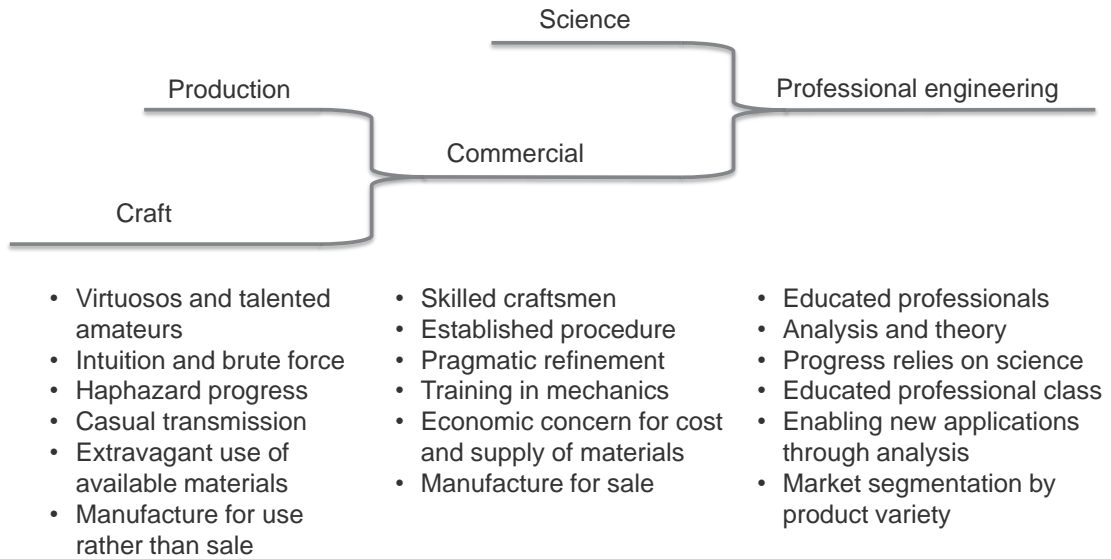 Science
Production
Professional engineering
Commercial
Craft
• Virtuosos and talented
amateurs
• Intuition and brute force
• Haphazard progress
• Casual transmission
• Extravagant use of
available materials
• Manufacture for use
rather than sale
• Skilled craftsmen
• Established procedure
• Pragmatic refinement
• Training in mechanics
• Economic concern for cost
and supply of materials
• Manufacture for sale
• Educated professionals
• Analysis and theory
• Progress relies on science
• Educated professional class
• Enabling new applications
through analysis
• Market segmentation by
product variety